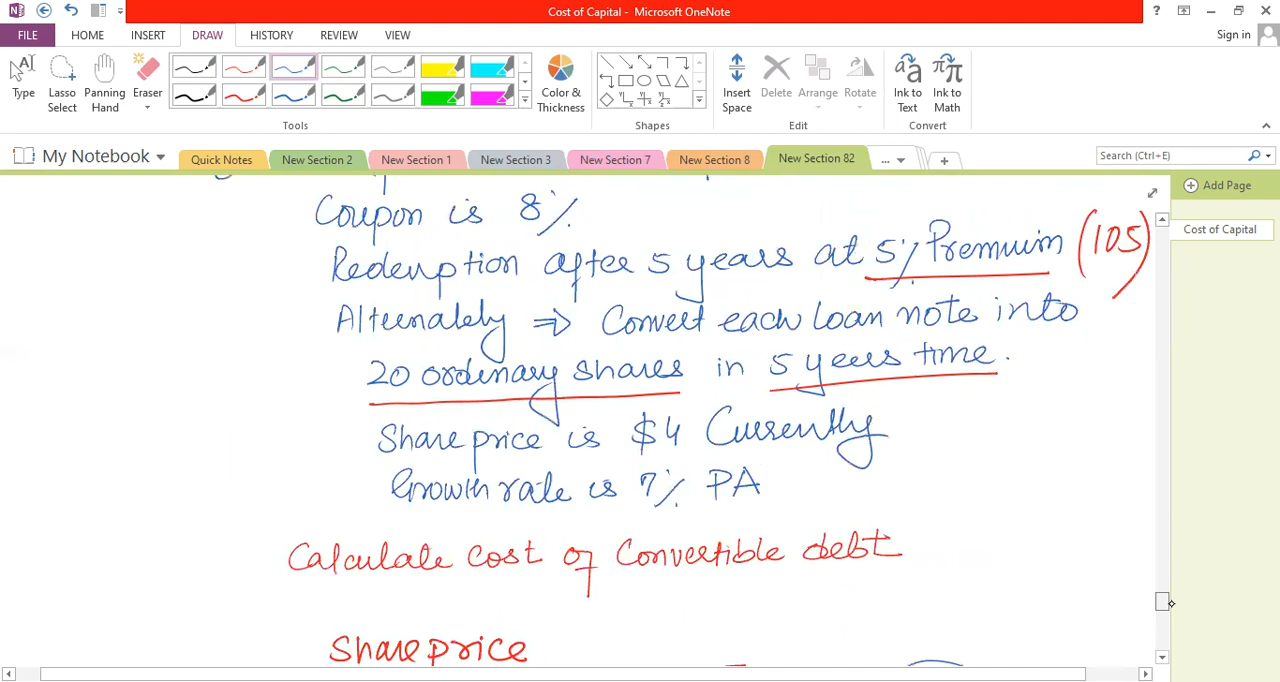 Cost of Capital - Microsoft OneNote
?
FILE HOME INSERT DRAW HISTORY REVIEW VIEW
Sign in
Type
Lasso Select
Panning Hand
Eraser
Color & Thickness
Insert Space
Delete
Arrange
Rotate
Ink to Text
Ink to Math
Tools
Shapes
Edit
Convert
My Notebook
Quick Notes
New Section 2
New Section 1
New Section 3
New Section 7
New Section 8
New Section 82
...
Search (Ctrl+E)
Add Page
Cost of Capital
Coupon is 8%
Redemption after 5 years at 5% Premuim (105)
Alternately ⇒ Convert each loan note into
20 ordinary shares in 5 years time.
Share price is $4 Currently
Growth rate is 7% PA
Calculate cost of Convertible debt
Share price